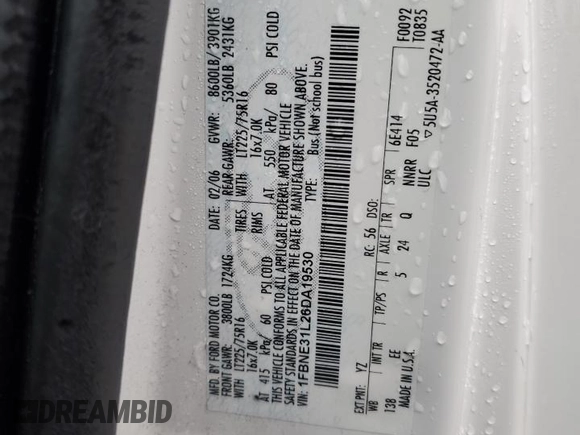 MFD. BY FORD MOTOR CO.
DATE: 02/06 GVWR: 8600LB/ 3901KG
FRONT GAWR: 3800LB 1724KG REAR GAWR: 5360LB 2431KG
WITH LT225/75R16 TIRES WITH LT225/75R16
16x7.0K RIMS 16x7.0K
AT 415 kPa/ 60 PSI COLD AT 550 kPa/ 80 PSI COLD
THIS VEHICLE CONFORMS TO ALL APPLICABLE FEDERAL MOTOR VEHICLE
SAFETY STANDARDS IN EFFECT ON THE DATE OF MANUFACTURE SHOWN ABOVE.
VIN: 1FBNE31L26DA19530 TYPE: Bus(Not school bus)
F0092
T0B35
EXT PNT: YZ RC: 56 DSO:
WB INT TR TP/PS R AXLE TR SPR 6E414
138 EE 5 24 Q NNRR F05
MADE IN U.S.A. ULC ▽5U5A-3520472-AA
DREAMBID